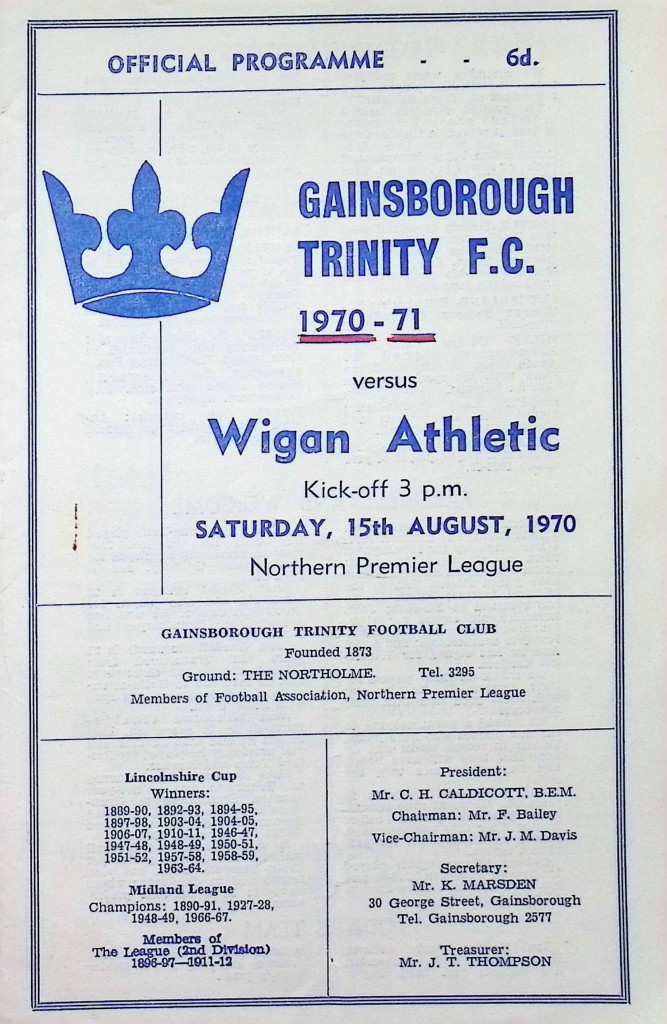 OFFICIAL PROGRAMME - - 6d.
GAINSBOROUGH
TRINITY F.C.
1970-71
versus
Wigan Athletic
Kick-off 3 p.m.
SATURDAY, 15th AUGUST, 1970
Northern Premier League
GAINSBOROUGH TRINITY FOOTBALL CLUB
Founded 1873
Ground: THE NORTHOLME. Tel. 3295
Members of Football Association, Northern Premier League
Lincolnshire Cup
Winners:
1889-90, 1892-93, 1894-95,
1897-98, 1903-04, 1904-05,
1906-07, 1910-11, 1946-47,
1947-48, 1948-49, 1950-51,
1951-52, 1957-58, 1958-59,
1963-64.
Midland League
Champions: 1890-91, 1927-28,
1948-49, 1966-67.
Members of
The League (2nd Division)
1896-97—1911-12
President:
Mr. C. H. CALDICOTT, B.E.M.
Chairman: Mr. F. Bailey
Vice-Chairman: Mr. J. M. Davis
Secretary:
Mr. K. MARSDEN
30 George Street, Gainsborough
Tel. Gainsborough 2577
Treasurer:
Mr. J. T. THOMPSON